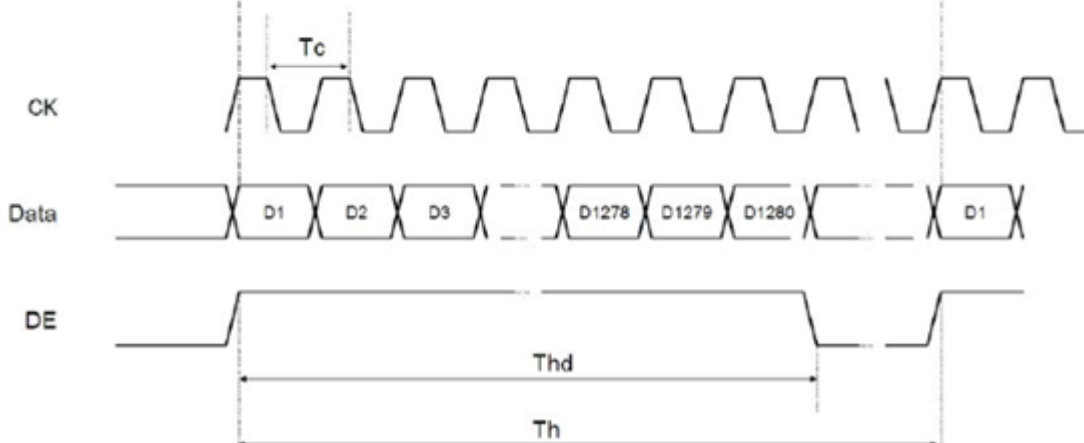 Tc
CK
Data D1 D2 D3 D1278 D1279 D1280 D1
DE
Thd
Th